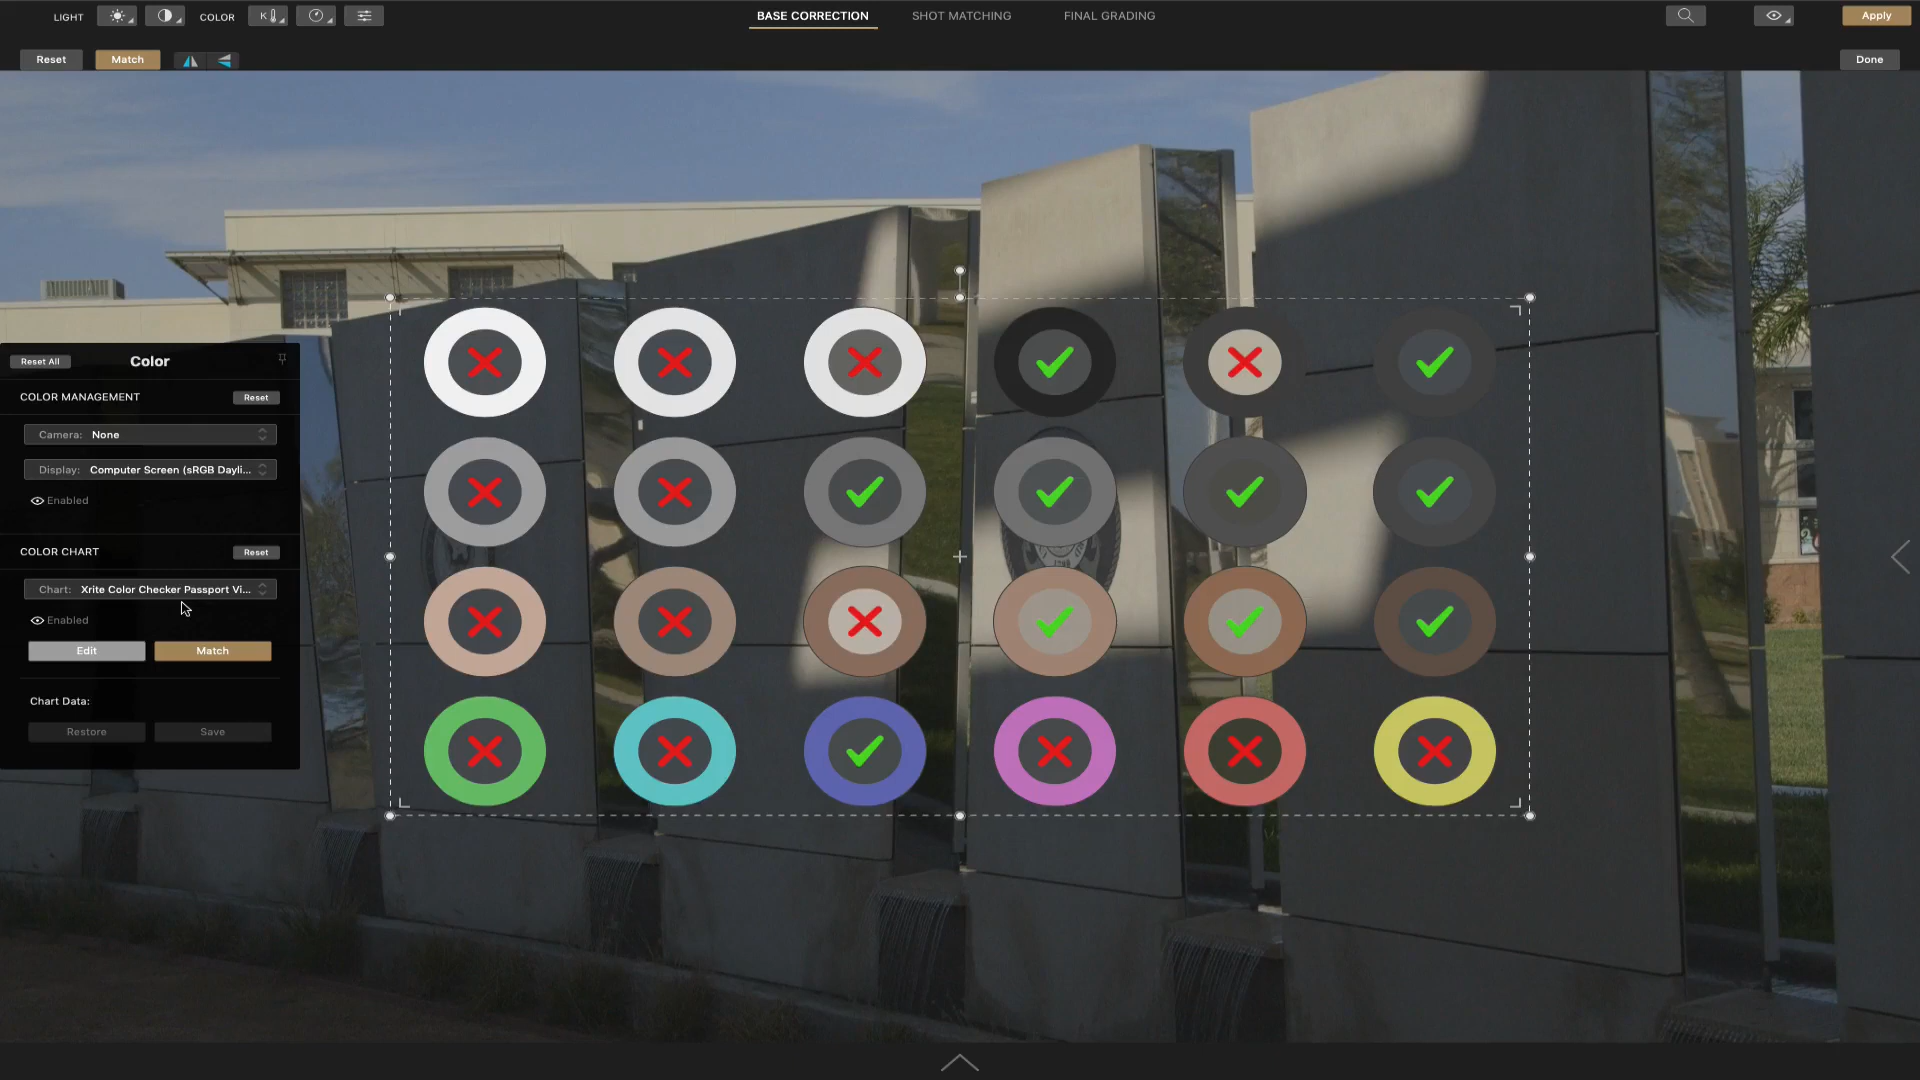 LIGHT
COLOR
BASE CORRECTION
SHOT MATCHING
FINAL GRADING
Apply
Reset
Match
Done
Reset All
Color
COLOR MANAGEMENT
Reset
Camera: None
Display: Computer Screen (sRGB Dayli...
Enabled
COLOR CHART
Reset
Chart: Xrite Color Checker Passport Vi...
Enabled
Edit
Match
Chart Data:
Restore
Save
K